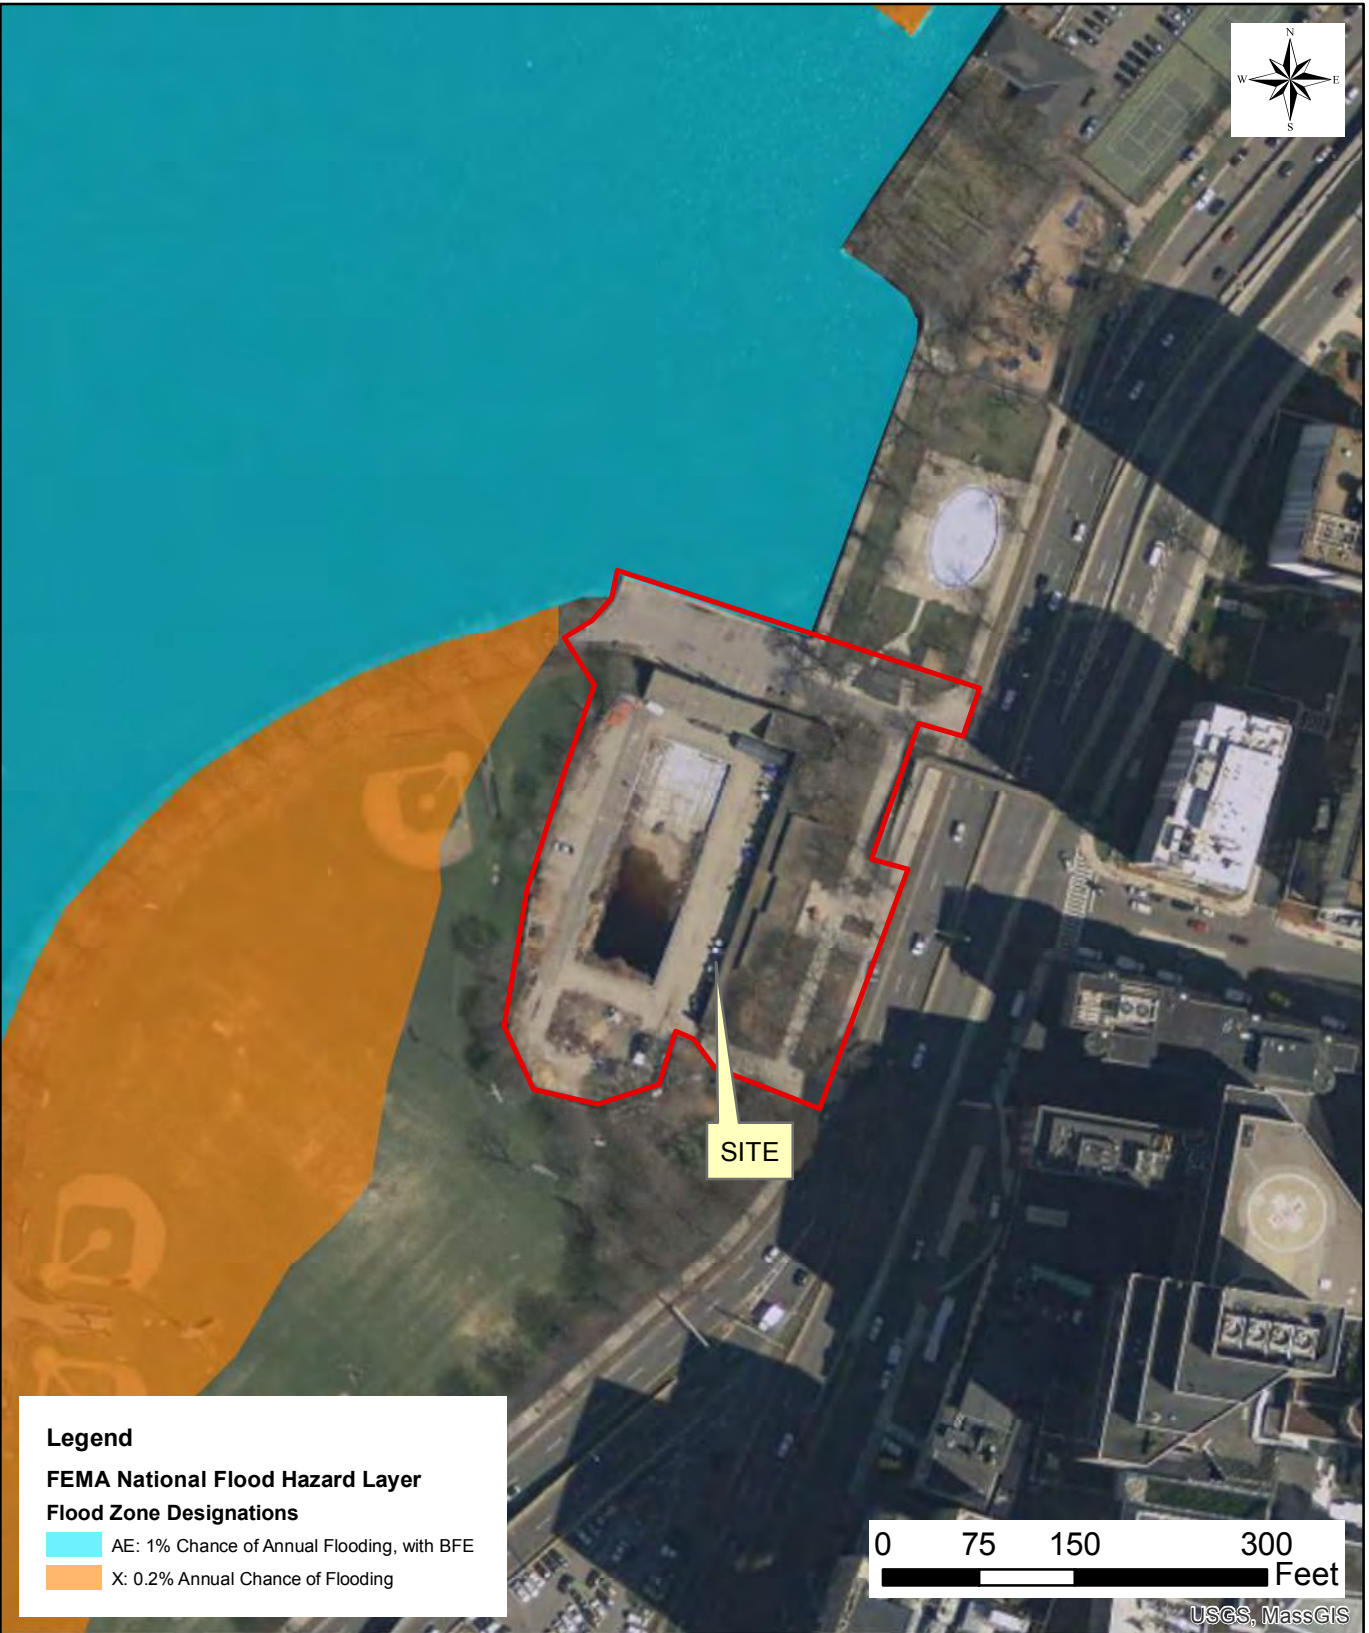 N
W E
S
SITE
Legend
FEMA National Flood Hazard Layer
Flood Zone Designations
AE: 1% Chance of Annual Flooding, with BFE
X: 0.2% Annual Chance of Flooding
0 75 150 300
Feet
USGS, MassGIS